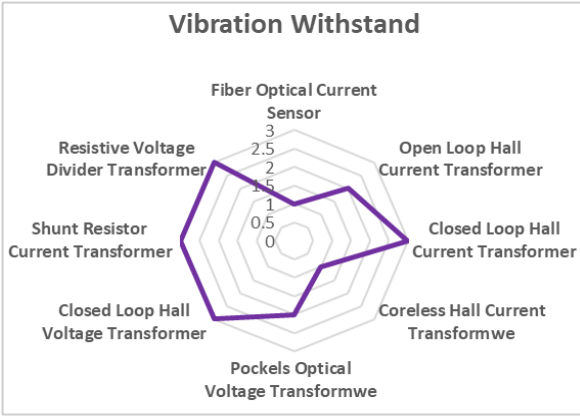 Vibration Withstand
Fiber Optical Current
Sensor
Open Loop Hall
Current Transformer
Closed Loop Hall
Current Transformer
Coreless Hall Current
Transformwe
Pockels Optical
Voltage Transformwe
Closed Loop Hall
Voltage Transformer
Shunt Resistor
Current Transformer
Resistive Voltage
Divider Transformer
3
2.5
2
1.5
1
0.5
0